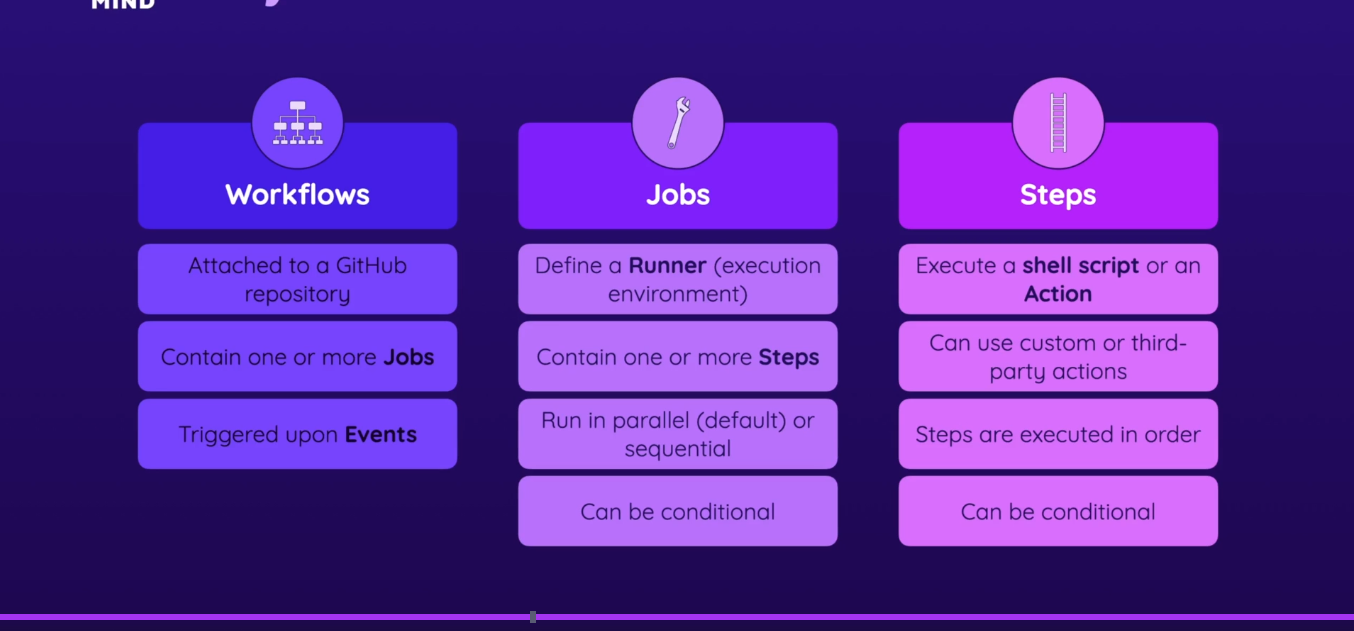 MIND
Workflows
Attached to a GitHub
repository
Contain one or more Jobs
Triggered upon Events
Jobs
Define a Runner (execution
environment)
Contain one or more Steps
Run in parallel (default) or
sequential
Can be conditional
Steps
Execute a shell script or an
Action
Can use custom or third-
party actions
Steps are executed in order
Can be conditional